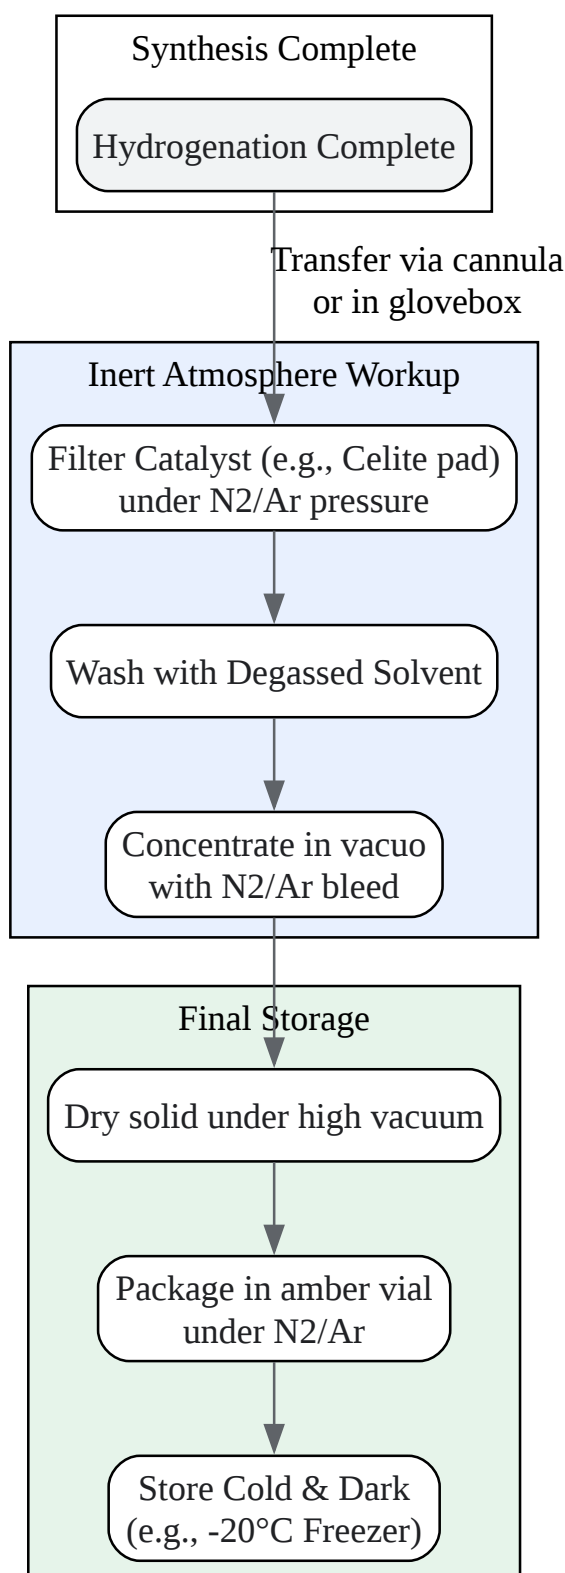 Synthesis Complete
Hydrogenation Complete
Transfer via cannula
or in glovebox
Inert Atmosphere Workup
Filter Catalyst (e.g., Celite pad)
under N2/Ar pressure
Wash with Degassed Solvent
Concentrate in vacuo
with N2/Ar bleed
Final Storage
Dry solid under high vacuum
Package in amber vial
under N2/Ar
Store Cold & Dark
(e.g., -20°C Freezer)